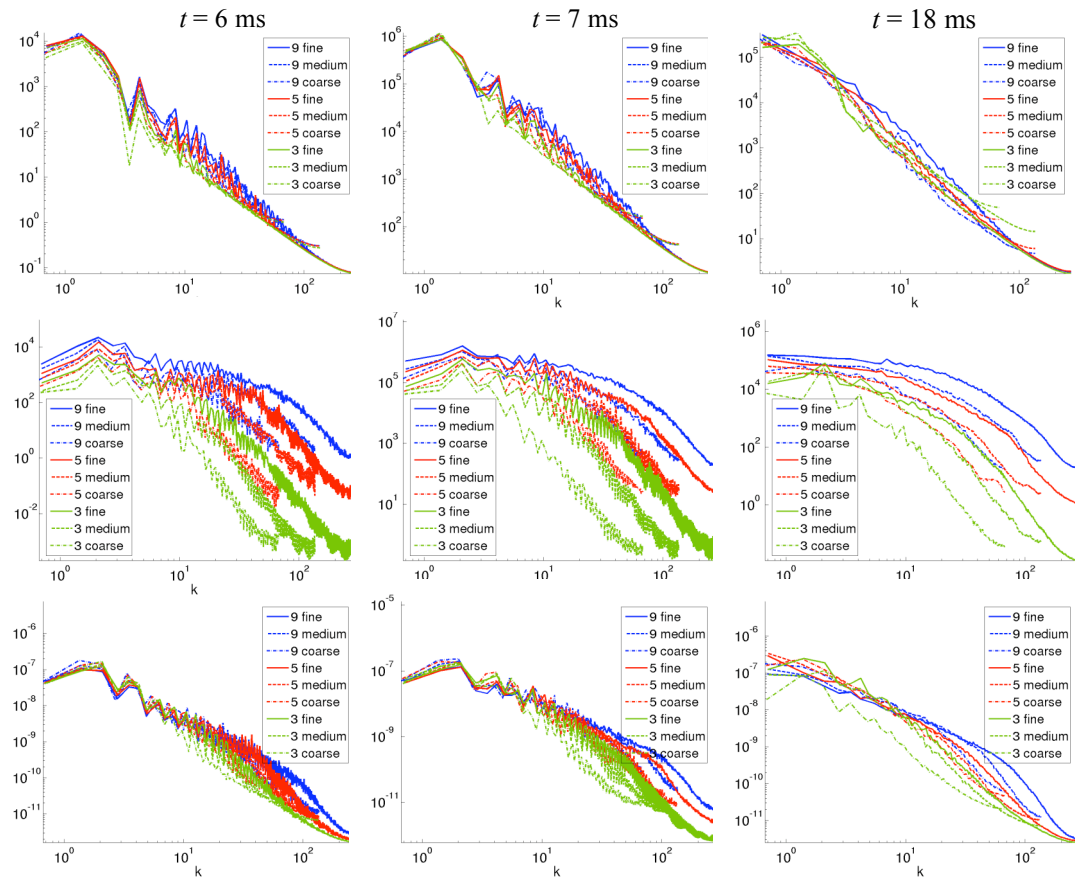 t = 6 ms
t = 7 ms
t = 18 ms
10^4
10^3
10^2
10^1
10^0
10^-1
10^0
10^1
10^2
9 fine
9 medium
9 coarse
5 fine
5 medium
5 coarse
3 fine
3 medium
3 coarse
10^6
10^5
10^4
10^3
10^2
10^0
10^1
10^2
k
9 fine
9 medium
9 coarse
5 fine
5 medium
5 coarse
3 fine
3 medium
3 coarse
10^5
10^4
10^3
10^2
10^1
10^0
10^1
10^2
k
9 fine
9 medium
9 coarse
5 fine
5 medium
5 coarse
3 fine
3 medium
3 coarse
10^4
10^2
10^0
10^-2
10^0
10^1
10^2
k
9 fine
9 medium
9 coarse
5 fine
5 medium
5 coarse
3 fine
3 medium
3 coarse
10^7
10^5
10^3
10^1
10^0
10^1
10^2
k
9 fine
9 medium
9 coarse
5 fine
5 medium
5 coarse
3 fine
3 medium
3 coarse
10^6
10^4
10^2
10^0
10^0
10^1
10^2
k
9 fine
9 medium
9 coarse
5 fine
5 medium
5 coarse
3 fine
3 medium
3 coarse
10^-6
10^-7
10^-8
10^-9
10^-10
10^-11
10^0
10^1
10^2
k
9 fine
9 medium
9 coarse
5 fine
5 medium
5 coarse
3 fine
3 medium
3 coarse
10^-5
10^-7
10^-9
10^-11
10^0
10^1
10^2
k
9 fine
9 medium
9 coarse
5 fine
5 medium
5 coarse
3 fine
3 medium
3 coarse
10^-6
10^-7
10^-8
10^-9
10^-10
10^-11
10^0
10^1
10^2
k
9 fine
9 medium
9 coarse
5 fine
5 medium
5 coarse
3 fine
3 medium
3 coarse